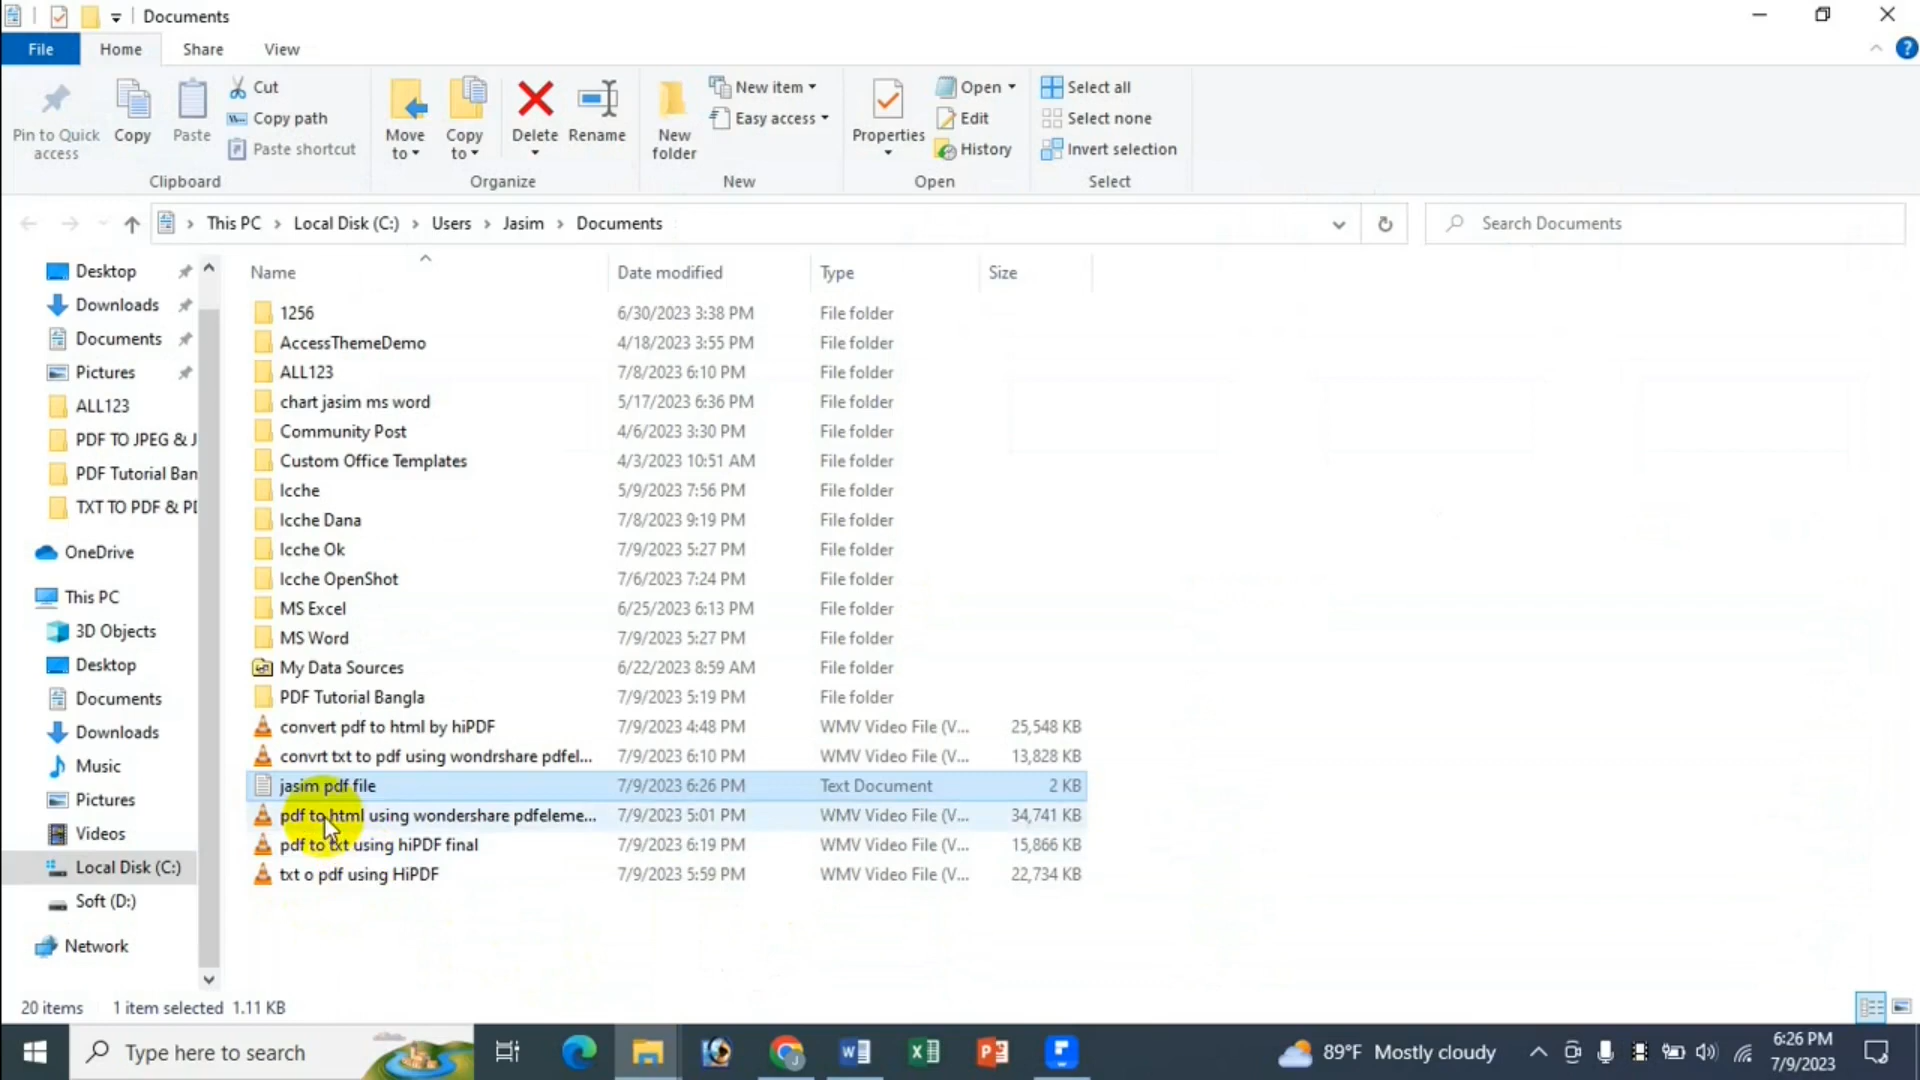 Documents
File Home Share View
Pin to Quick access
Copy
Paste
Cut
Copy path
Paste shortcut
Clipboard
Move to
Copy to
Delete
Rename
Organize
New folder
New item
Easy access
New
Properties
Open
Edit
History
Open
Select all
Select none
Invert selection
Select
This PC > Local Disk (C:) > Users > Jasim > Documents
Search Documents
Desktop
Downloads
Documents
Pictures
ALL123
PDF TO JPEG & J
PDF Tutorial Ban
TXT TO PDF & PI
OneDrive
This PC
3D Objects
Desktop
Documents
Downloads
Music
Pictures
Videos
Local Disk (C:)
Soft (D:)
Network
Name Date modified Type Size
1256 6/30/2023 3:38 PM File folder
AccessThemeDemo 4/18/2023 3:55 PM File folder
ALL123 7/8/2023 6:10 PM File folder
chart jasim ms word 5/17/2023 6:36 PM File folder
Community Post 4/6/2023 3:30 PM File folder
Custom Office Templates 4/3/2023 10:51 AM File folder
Icche 5/9/2023 7:56 PM File folder
Icche Dana 7/8/2023 9:19 PM File folder
Icche Ok 7/9/2023 5:27 PM File folder
Icche OpenShot 7/6/2023 7:24 PM File folder
MS Excel 6/25/2023 6:13 PM File folder
MS Word 7/9/2023 5:27 PM File folder
My Data Sources 6/22/2023 8:59 AM File folder
PDF Tutorial Bangla 7/9/2023 5:19 PM File folder
convert pdf to html by hiPDF 7/9/2023 4:48 PM WMV Video File (V... 25,548 KB
convrt txt to pdf using wondrshare pdfel... 7/9/2023 6:10 PM WMV Video File (V... 13,828 KB
jasim pdf file 7/9/2023 6:26 PM Text Document 2 KB
pdf to html using wondershare pdfeleme... 7/9/2023 5:01 PM WMV Video File (V... 34,741 KB
pdf to txt using hiPDF final 7/9/2023 6:19 PM WMV Video File (V... 15,866 KB
txt o pdf using HiPDF 7/9/2023 5:59 PM WMV Video File (V... 22,734 KB
20 items 1 item selected 1.11 KB
Type here to search
89°F Mostly cloudy
6:26 PM
7/9/2023